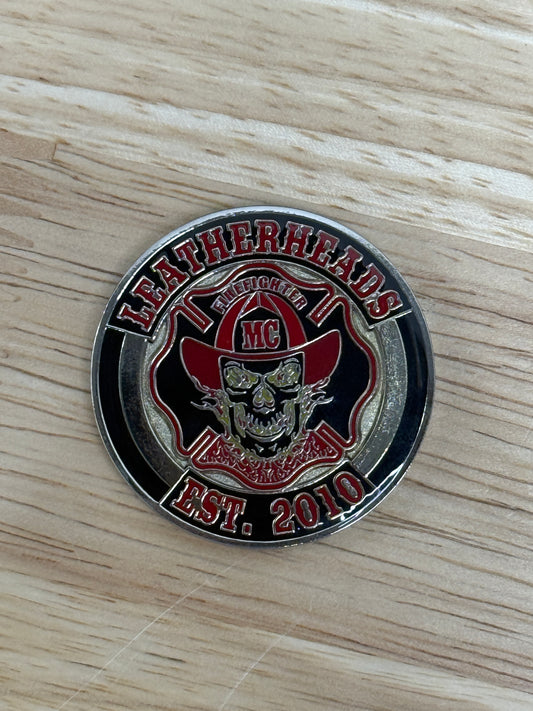 LEATHERHEADS
FIREFIGHTER
MC
EST. 2010